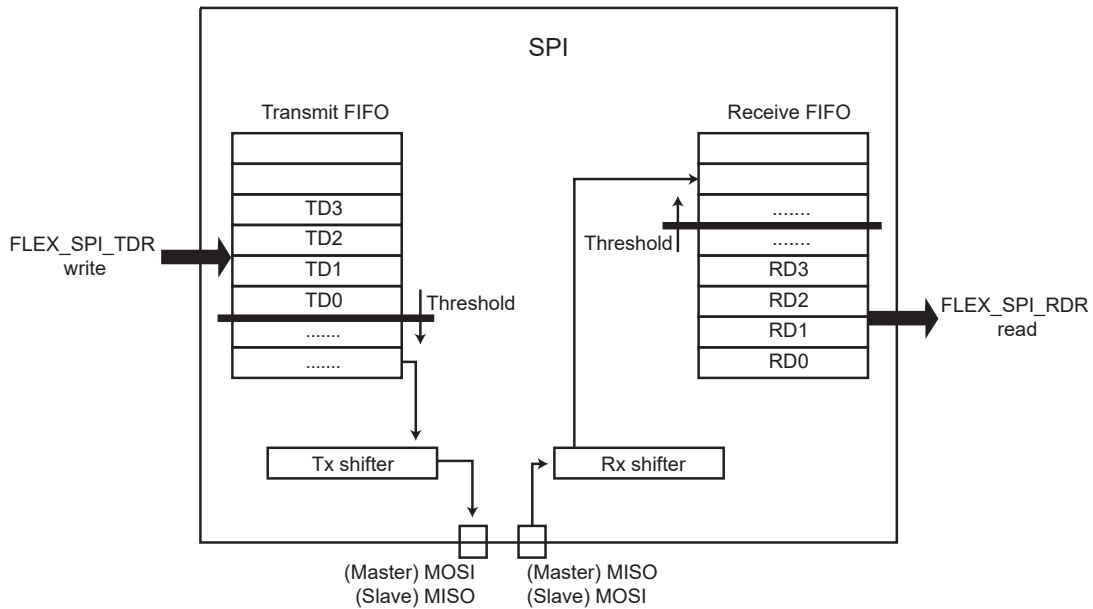 SPI
Transmit FIFO
TD3
TD2
TD1
TD0
.......
.......
FLEX_SPI_TDR
write
Threshold
Tx shifter
Receive FIFO
.......
.......
RD3
RD2
RD1
RD0
Threshold
FLEX_SPI_RDR
read
Rx shifter
(Master) MOSI
(Slave) MISO
(Master) MISO
(Slave) MOSI